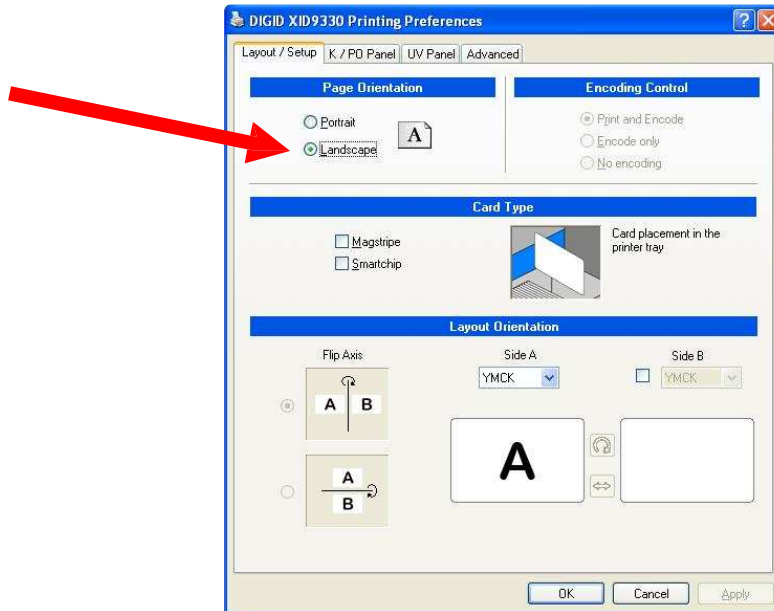 DIGID XID9330 Printing Preferences
Layout / Setup K / PO Panel UV Panel Advanced
Page Orientation
Portrait
Landscape
A
Encoding Control
Print and Encode
Encode only
No encoding
Card Type
Magstripe
Smartchip
Card placement in the
printer tray
Layout Orientation
Flip Axis
A B
A
B
Side A
YMCK
Side B
YMCK
A
OK Cancel Apply